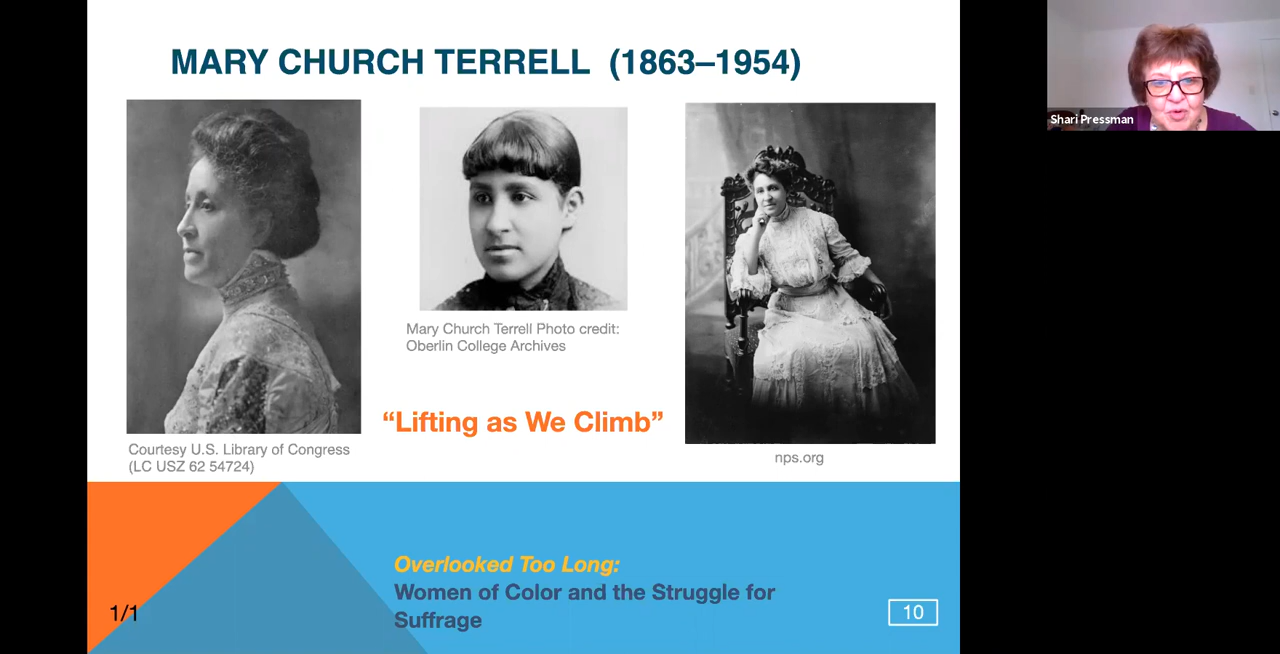 MARY CHURCH TERRELL (1863–1954)
Shari Pressman
Mary Church Terrell Photo credit:
Oberlin College Archives
“Lifting as We Climb”
Courtesy U.S. Library of Congress
(LC USZ 62 54724)
nps.org
Overlooked Too Long:
Women of Color and the Struggle for
Suffrage
1/1
10